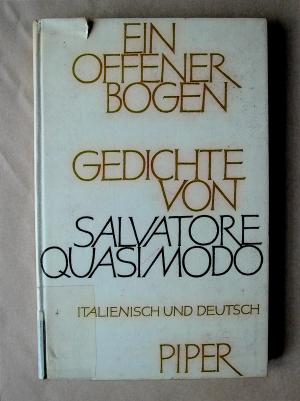 EIN
OFFENER
BOGEN
GEDICHTE
VON
SALVATORE
QUASIMODO
ITALIENISCH UND DEUTSCH
PIPER